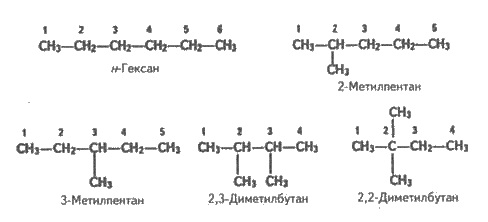 1 2 3 4 5 6
CH₃—CH₂—CH₂—CH₂—CH₂—CH₃
н-Гексан
1 2 3 4 5
CH₃—CH—CH₂—CH₂—CH₃
CH₃
2-Метилпентан
1 2 3 4 5
CH₃—CH₂—CH—CH₂—CH₃
CH₃
3-Метилпентан
1 2 3 4
CH₃—CH—CH—CH₃
CH₃ CH₃
2,3-Диметилбутан
CH₃
1 2 3 4
CH₃—C—CH₂—CH₃
CH₃
2,2-Диметилбутан